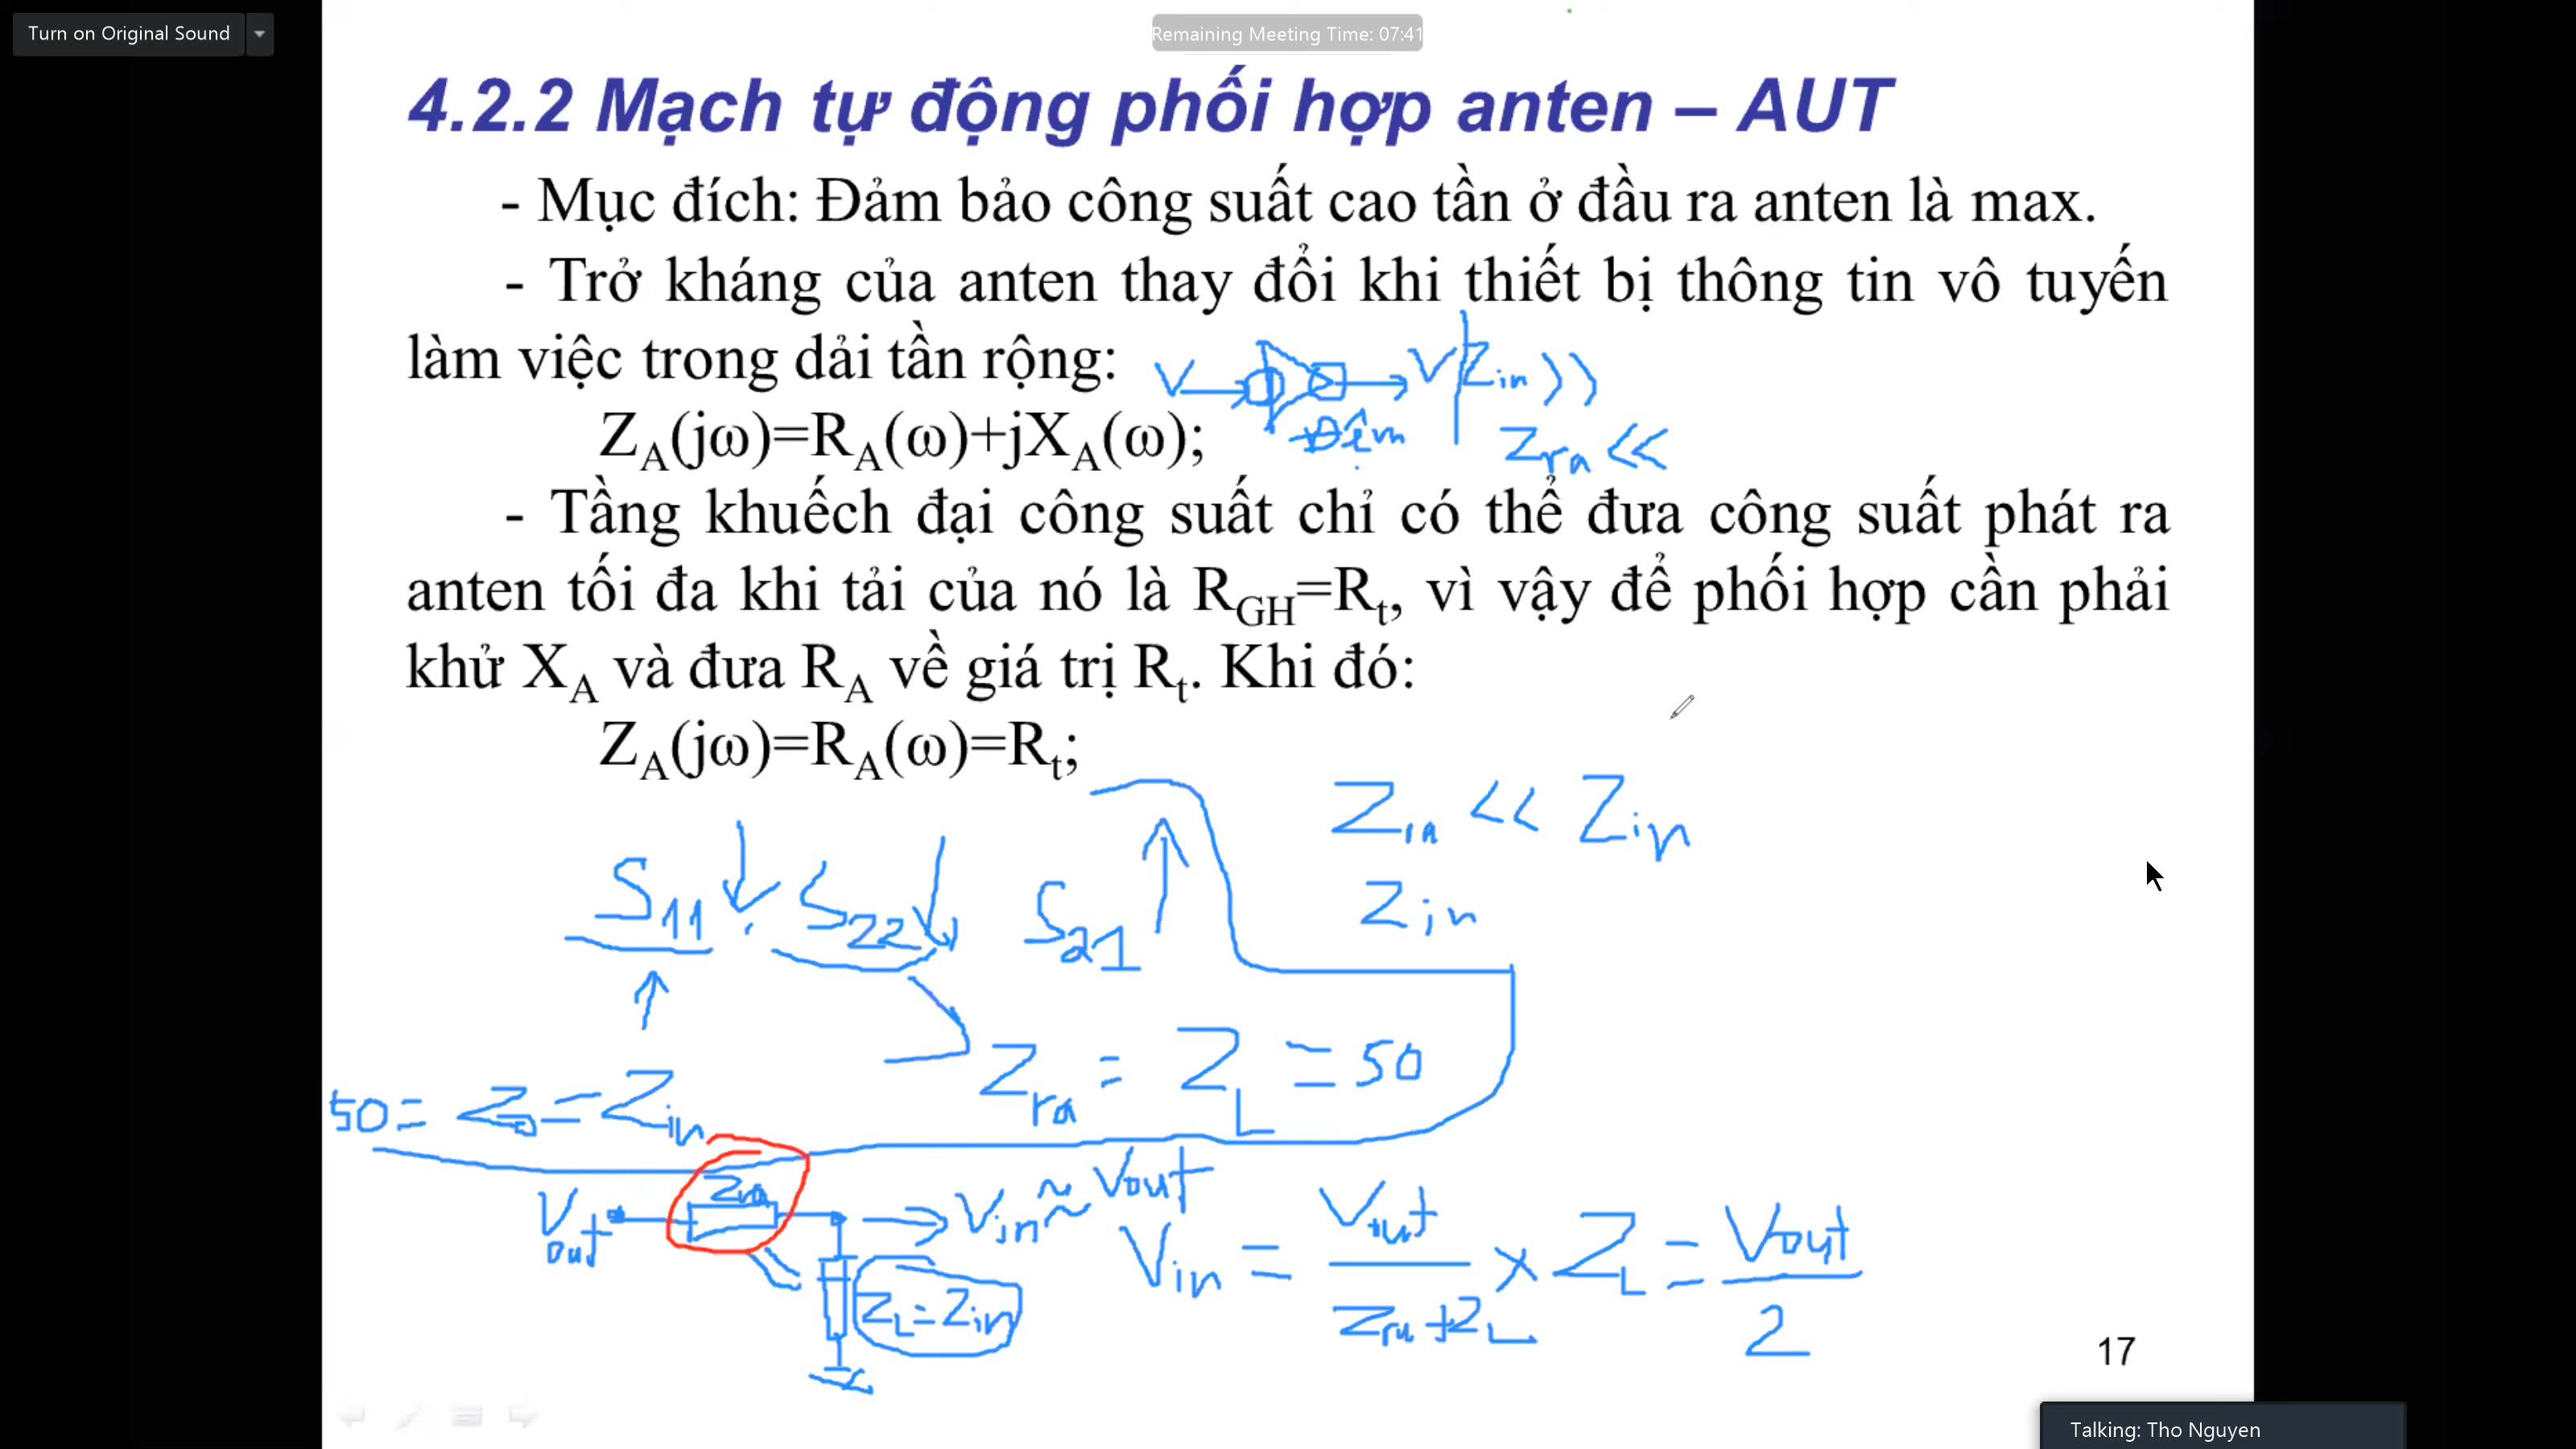 Turn on Original Sound
Remaining Meeting Time: 07:41
4.2.2 Mạch tự động phối hợp anten – AUT
- Mục đích: Đảm bảo công suất cao tần ở đầu ra anten là max.
- Trở kháng của anten thay đổi khi thiết bị thông tin vô tuyến
làm việc trong dải tần rộng:
V V Zin >>
Đệm Zra <<
ZA(jω)=RA(ω)+jXA(ω);
- Tầng khuếch đại công suất chỉ có thể đưa công suất phát ra
anten tối đa khi tải của nó là RGH=Rt, vì vậy để phối hợp cần phải
khử XA và đưa RA về giá trị Rt. Khi đó:
ZA(jω)=RA(ω)=Rt;
Zra << Zin
S11 ↓ S22 ↓ S21 ↑ Zin
Zra = ZL = 50
50 = Z0 = Zin
Zra
Vout → Vin ≈ Vout
Vin = Vout / (Zra + ZL) × ZL = Vout / 2
ZL = Zin
17
Talking: Tho Nguyen